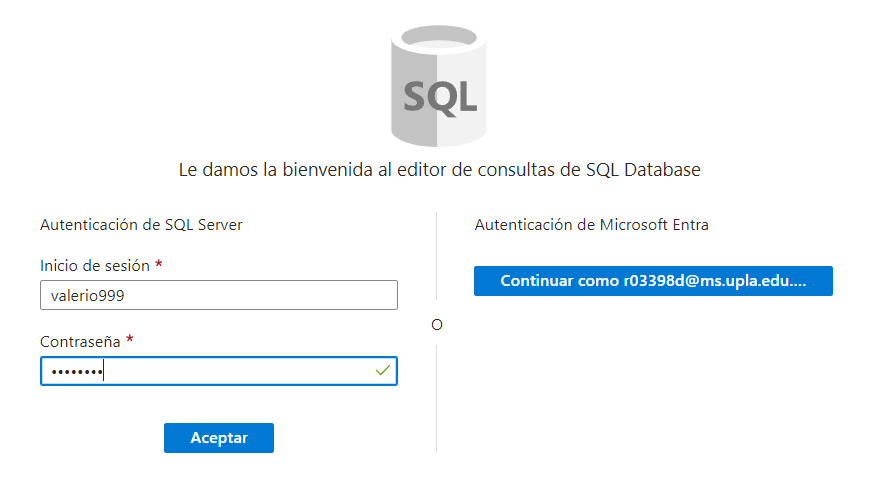 SQL
Le damos la bienvenida al editor de consultas de SQL Database
Autenticación de SQL Server
Inicio de sesión *
valerio999
Contraseña *
••••••••
Aceptar
O
Autenticación de Microsoft Entra
Continuar como r03398d@ms.upla.edu....